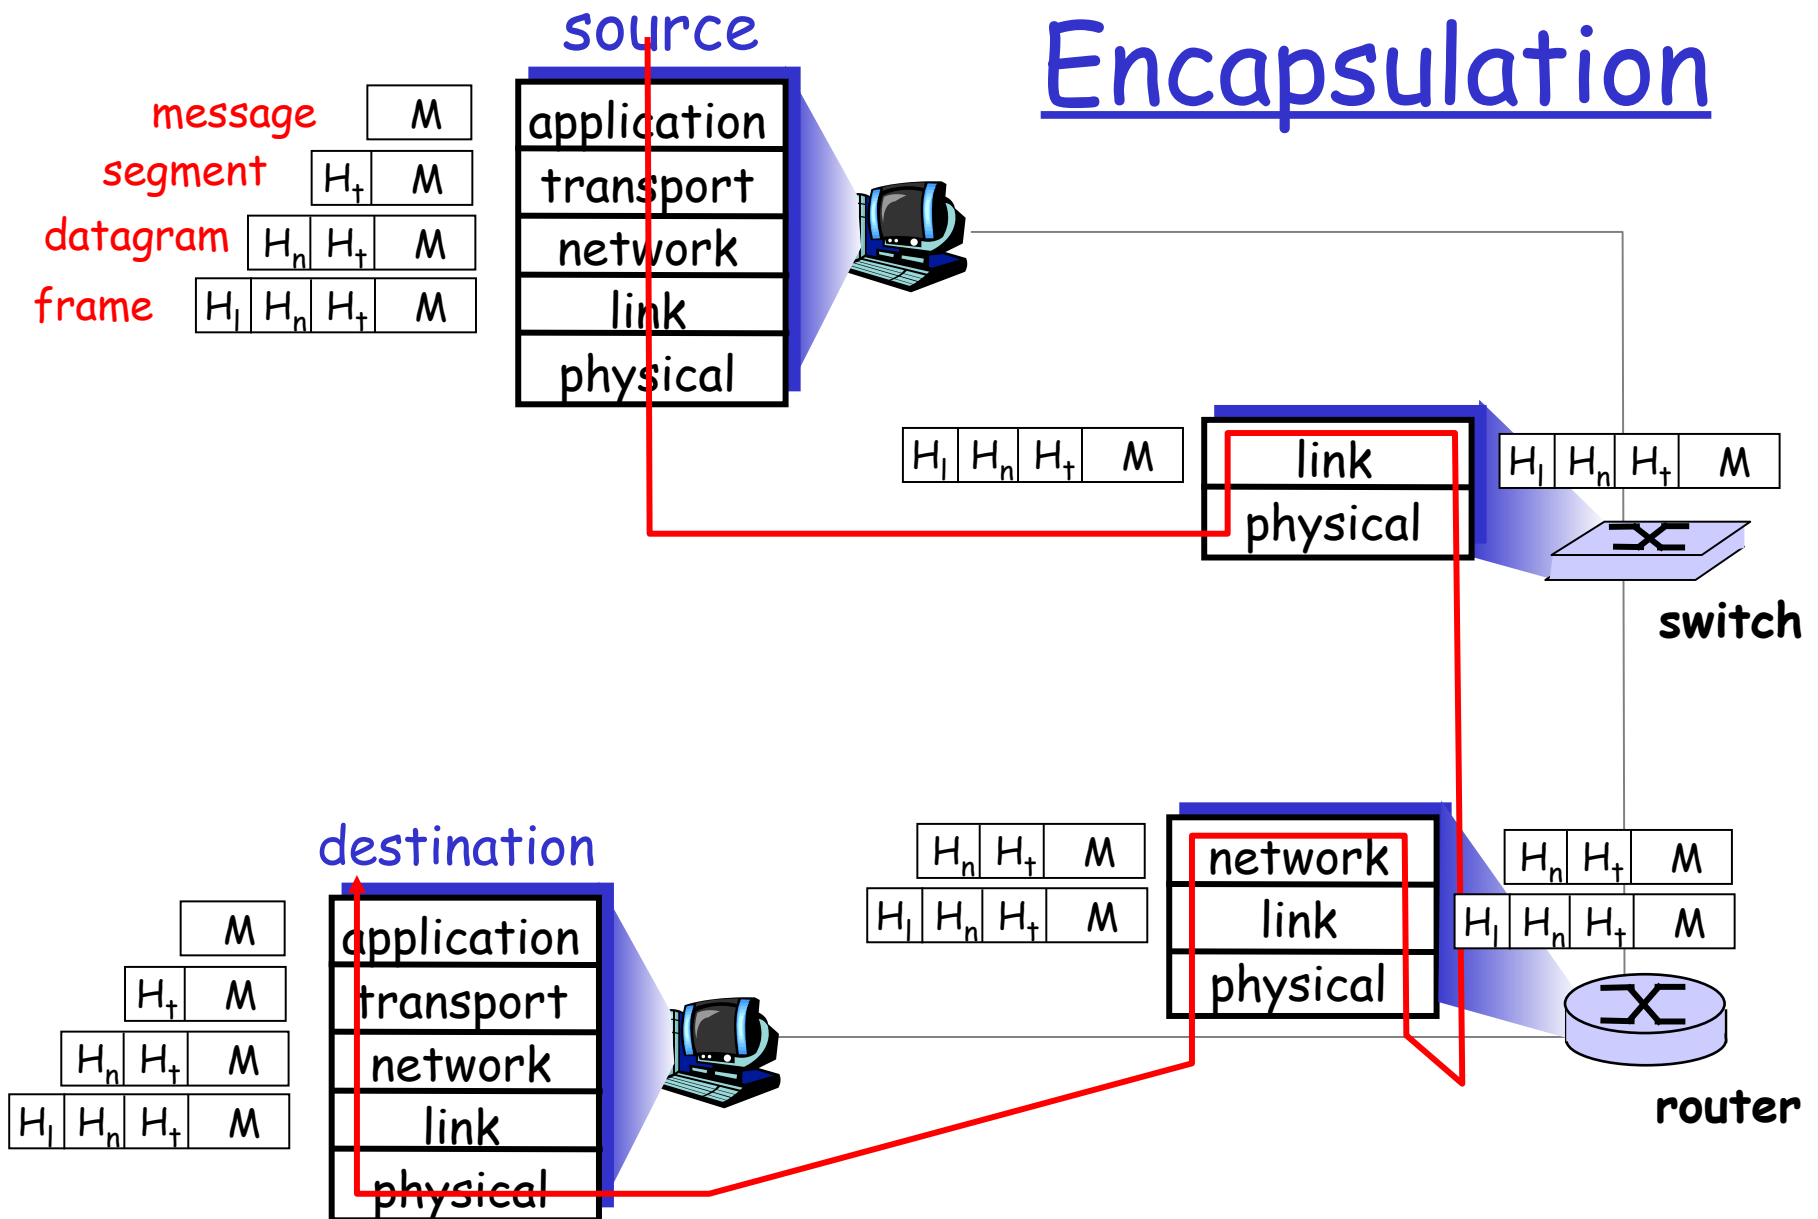 source
Encapsulation
message M
segment Ht M
datagram Hn Ht M
frame Hl Hn Ht M
application
transport
network
link
physical
Hl Hn Ht M
link
physical
Hl Hn Ht M
switch
destination
M
Ht M
Hn Ht M
Hl Hn Ht M
application
transport
network
link
physical
Hn Ht M
Hl Hn Ht M
network
link
physical
Hn Ht M
Hl Hn Ht M
router